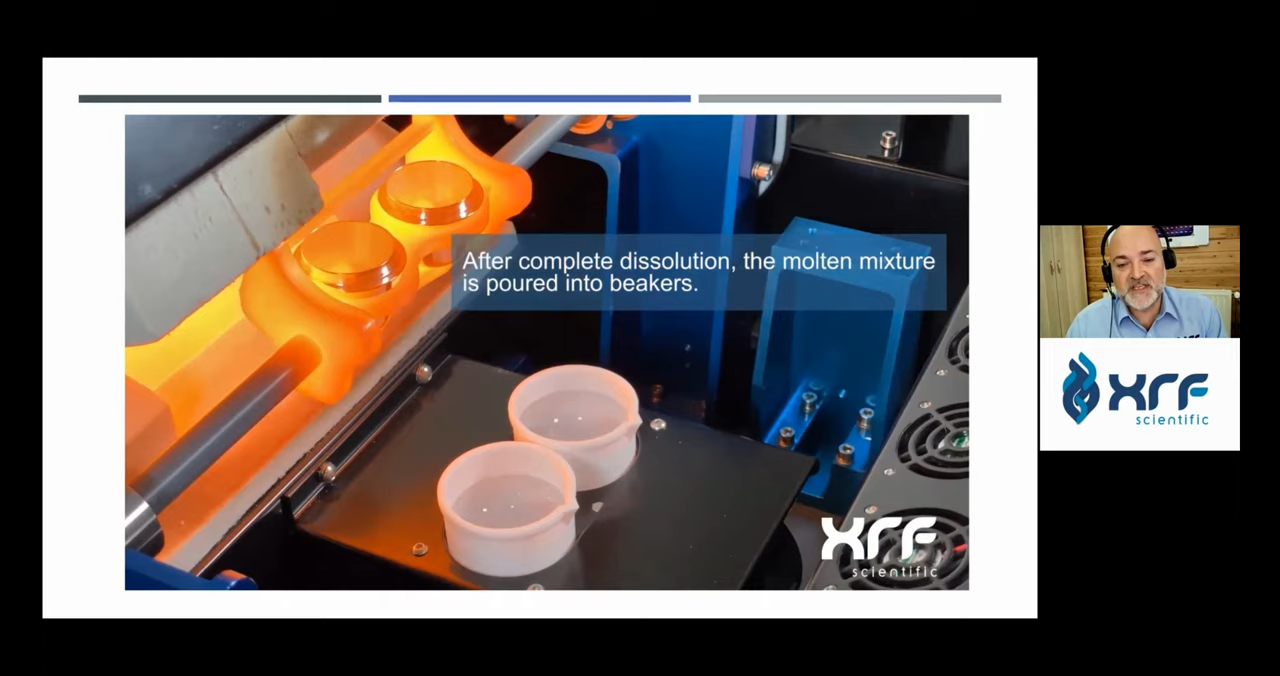 After complete dissolution, the molten mixture
is poured into beakers.
xrf
scientific
xrf
scientific